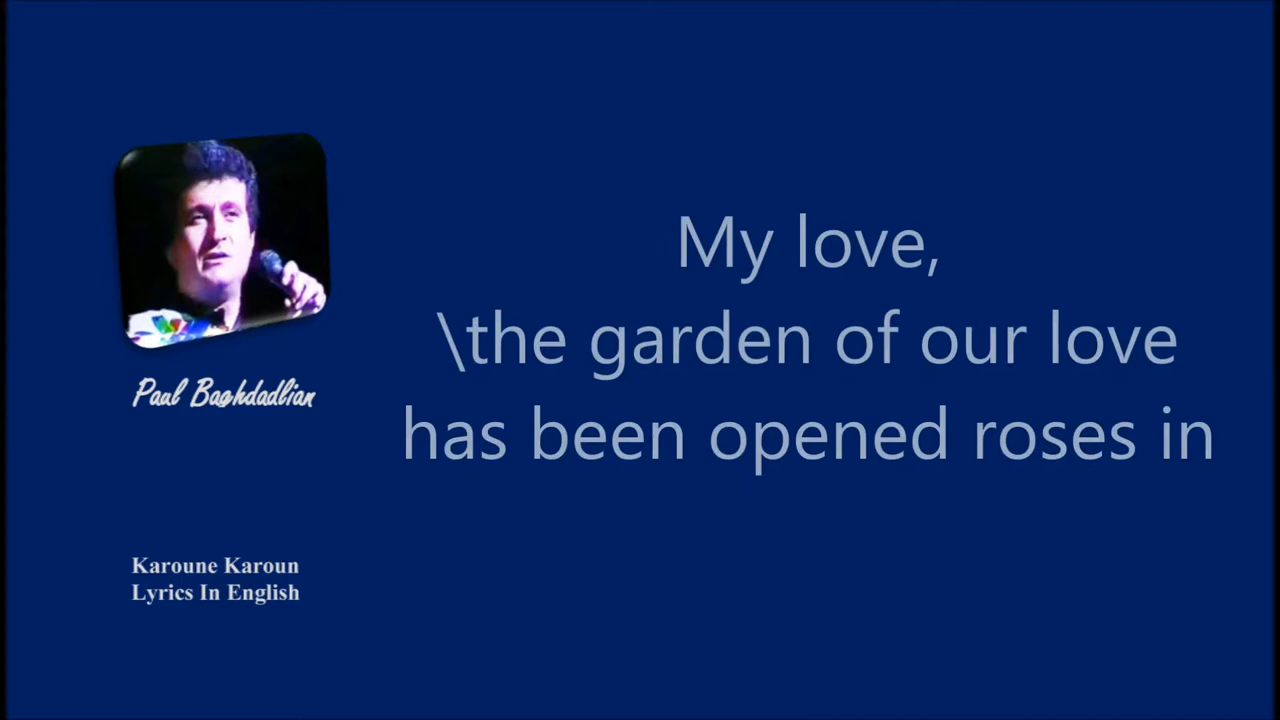 My love,
\the garden of our love
has been opened roses in
Paul Baghdadlian
Karoune Karoun
Lyrics In English